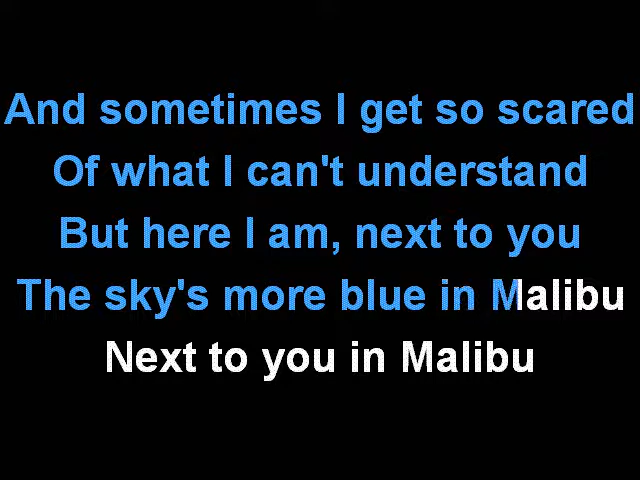 And sometimes I get so scared
Of what I can't understand
But here I am, next to you
The sky's more blue in Malibu
Next to you in Malibu